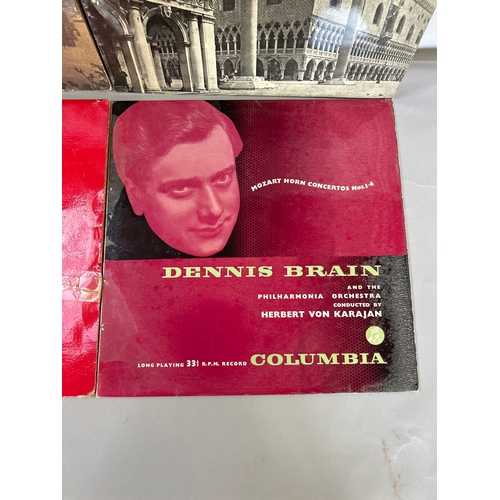 MOZART HORN CONCERTOS Nos 1-4
DENNIS BRAIN
AND THE
PHILHARMONIA ORCHESTRA
CONDUCTED BY
HERBERT VON KARAJAN
LONG PLAYING 33⅓ R.P.M. RECORD COLUMBIA